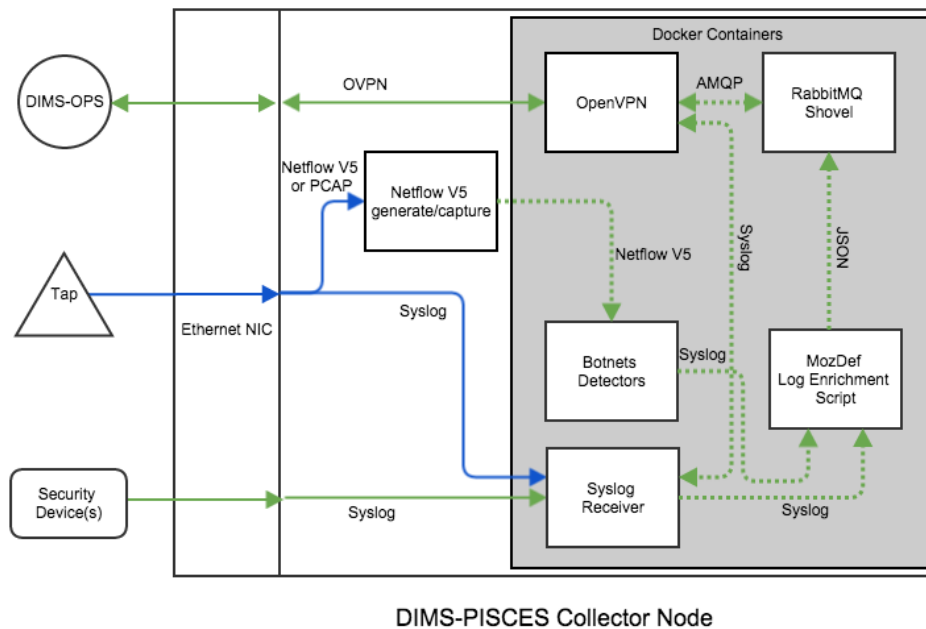 Docker Containers
DIMS-OPS
OVPN
OpenVPN
AMQP
RabbitMQ
Shovel
Netflow V5
or PCAP
Netflow V5
generate/capture
Netflow V5
Syslog
JSON
Tap
Ethernet NIC
Syslog
Botnets
Detectors
Syslog
MozDef
Log Enrichment
Script
Security
Device(s)
Syslog
Syslog
Receiver
Syslog
DIMS-PISCES Collector Node